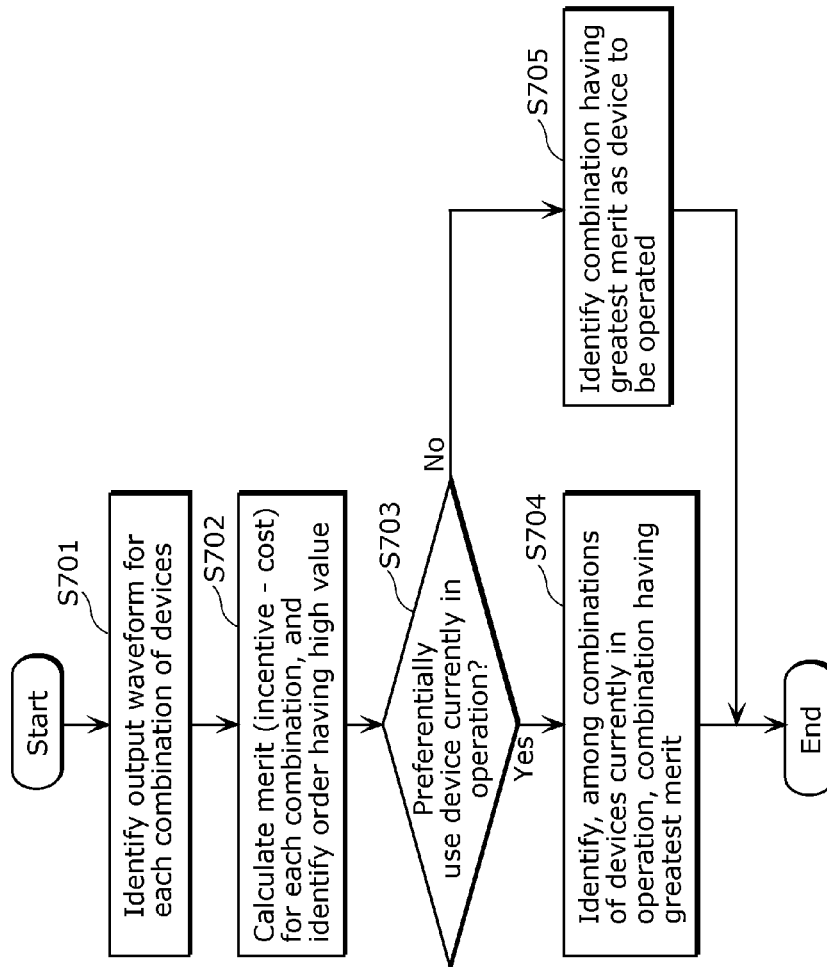 Start
S701
Identify output waveform for
each combination of devices
S702
Calculate merit (incentive - cost)
for each combination, and
identify order having high value
S703
Preferentially
use device currently in
operation?
No
Yes
S704
Identify, among combinations
of devices currently in
operation, combination having
greatest merit
S705
Identify combination having
greatest merit as device to
be operated
End